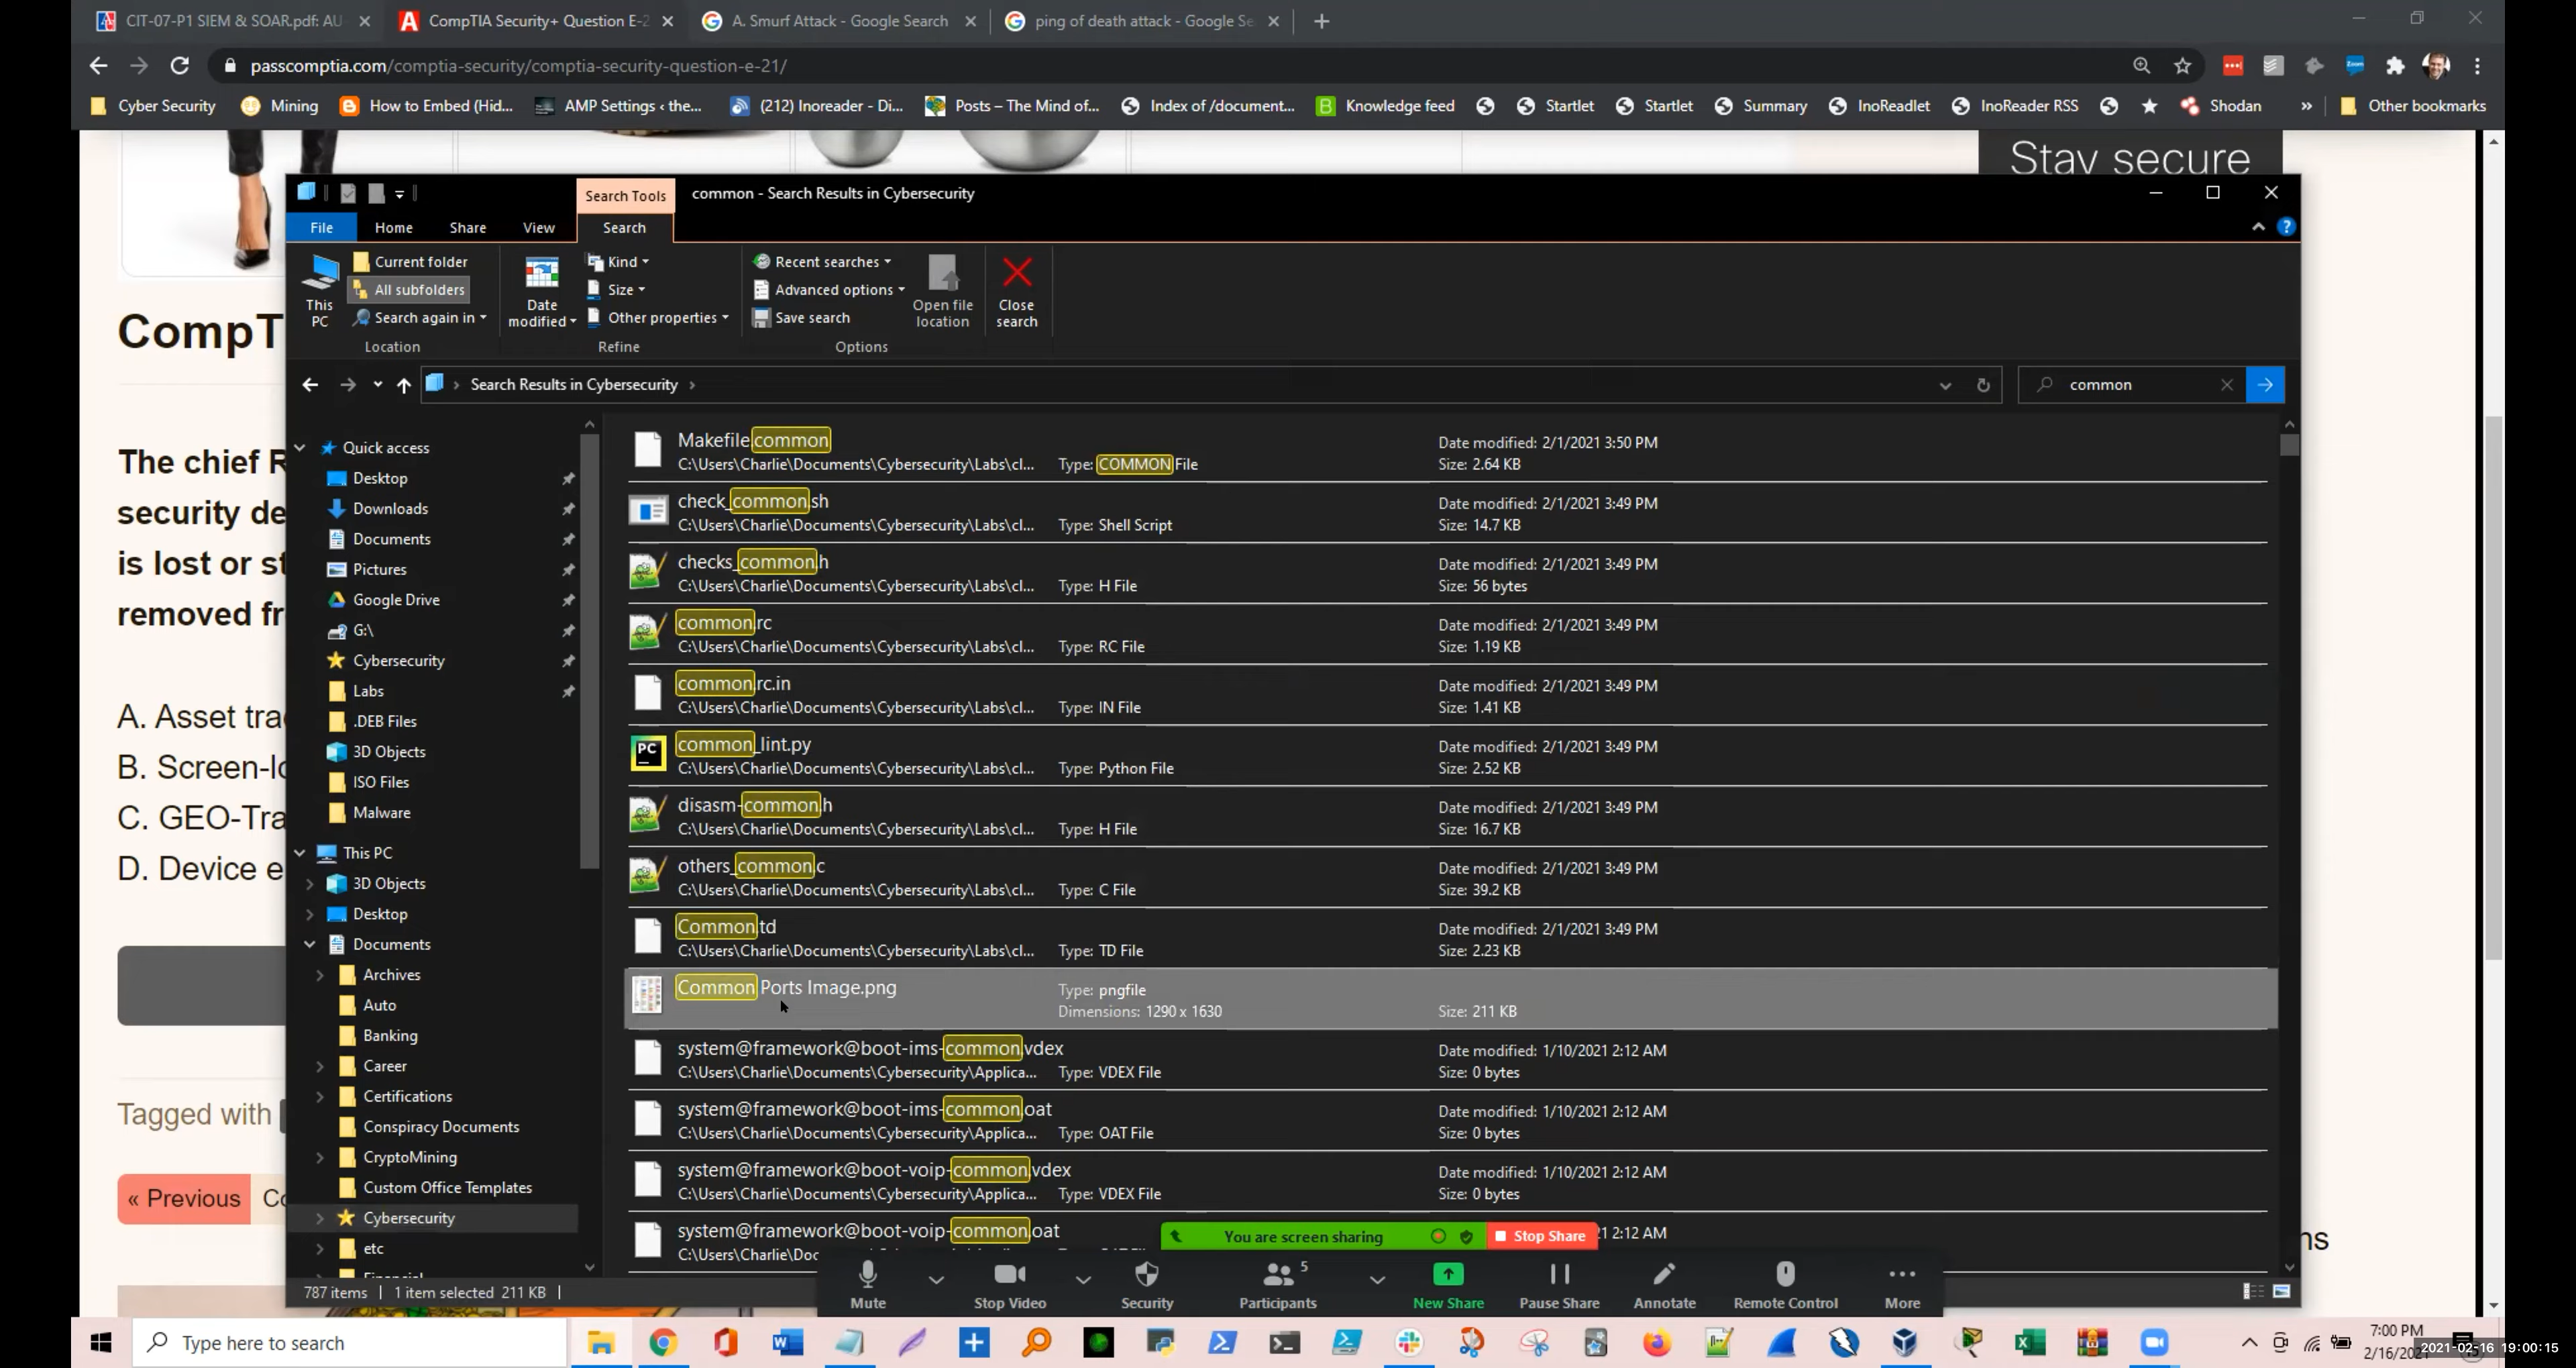 CIT-07-P1 SIEM & SOAR.pdf: AU
CompTIA Security+ Question E-2
A. Smurf Attack - Google Search
ping of death attack - Google Se
passcomptia.com/comptia-security/comptia-security-question-e-21/
Cyber Security
Mining
How to Embed (Hid...
AMP Settings ‹ the...
(212) Inoreader - Di...
Posts – The Mind of...
Index of /document...
Knowledge feed
Startlet
Startlet
Summary
InoReadlet
InoReader RSS
Shodan
»
Other bookmarks
Stay secure
Search Tools
common - Search Results in Cybersecurity
File
Home
Share
View
Search
This PC
Current folder
All subfolders
Search again in
Location
Date modified
Kind
Size
Other properties
Refine
Recent searches
Advanced options
Save search
Open file location
Options
Close search
Search Results in Cybersecurity
common
CompT
The chief R
security de
is lost or st
removed fr
A. Asset tra
B. Screen-lo
C. GEO-Tra
D. Device e
Tagged with
« Previous
Co
Quick access
Desktop
Downloads
Documents
Pictures
Google Drive
G:\
Cybersecurity
Labs
.DEB Files
3D Objects
ISO Files
Malware
This PC
3D Objects
Desktop
Documents
Archives
Auto
Banking
Career
Certifications
Conspiracy Documents
CryptoMining
Custom Office Templates
Cybersecurity
etc
Financial
Makefile.common
Date modified: 2/1/2021 3:50 PM
C:\Users\Charlie\Documents\Cybersecurity\Labs\cl... Type: COMMON File
Size: 2.64 KB
check_common.sh
Date modified: 2/1/2021 3:49 PM
C:\Users\Charlie\Documents\Cybersecurity\Labs\cl... Type: Shell Script
Size: 14.7 KB
checks_common.h
Date modified: 2/1/2021 3:49 PM
C:\Users\Charlie\Documents\Cybersecurity\Labs\cl... Type: H File
Size: 56 bytes
common.rc
Date modified: 2/1/2021 3:49 PM
C:\Users\Charlie\Documents\Cybersecurity\Labs\cl... Type: RC File
Size: 1.19 KB
common.rc.in
Date modified: 2/1/2021 3:49 PM
C:\Users\Charlie\Documents\Cybersecurity\Labs\cl... Type: IN File
Size: 1.41 KB
common_lint.py
Date modified: 2/1/2021 3:49 PM
C:\Users\Charlie\Documents\Cybersecurity\Labs\cl... Type: Python File
Size: 2.52 KB
disasm-common.h
Date modified: 2/1/2021 3:49 PM
C:\Users\Charlie\Documents\Cybersecurity\Labs\cl... Type: H File
Size: 16.7 KB
others_common.c
Date modified: 2/1/2021 3:49 PM
C:\Users\Charlie\Documents\Cybersecurity\Labs\cl... Type: C File
Size: 39.2 KB
Common.td
Date modified: 2/1/2021 3:49 PM
C:\Users\Charlie\Documents\Cybersecurity\Labs\cl... Type: TD File
Size: 2.23 KB
Common Ports Image.png
Type: pngfile
Dimensions: 1290 x 1630
Size: 211 KB
system@framework@boot-ims-common.vdex
Date modified: 1/10/2021 2:12 AM
C:\Users\Charlie\Documents\Cybersecurity\Applica... Type: VDEX File
Size: 0 bytes
system@framework@boot-ims-common.oat
Date modified: 1/10/2021 2:12 AM
C:\Users\Charlie\Documents\Cybersecurity\Applica... Type: OAT File
Size: 0 bytes
system@framework@boot-voip-common.vdex
Date modified: 1/10/2021 2:12 AM
C:\Users\Charlie\Documents\Cybersecurity\Applica... Type: VDEX File
Size: 0 bytes
system@framework@boot-voip-common.oat
21 2:12 AM
C:\Users\Charlie\Doc
You are screen sharing
Stop Share
787 items
1 item selected 211 KB
Mute
Stop Video
Security
5
Participants
New Share
Pause Share
Annotate
Remote Control
More
Type here to search
PC
7:00 PM
2/16/202
2021-02-16 19:00:15